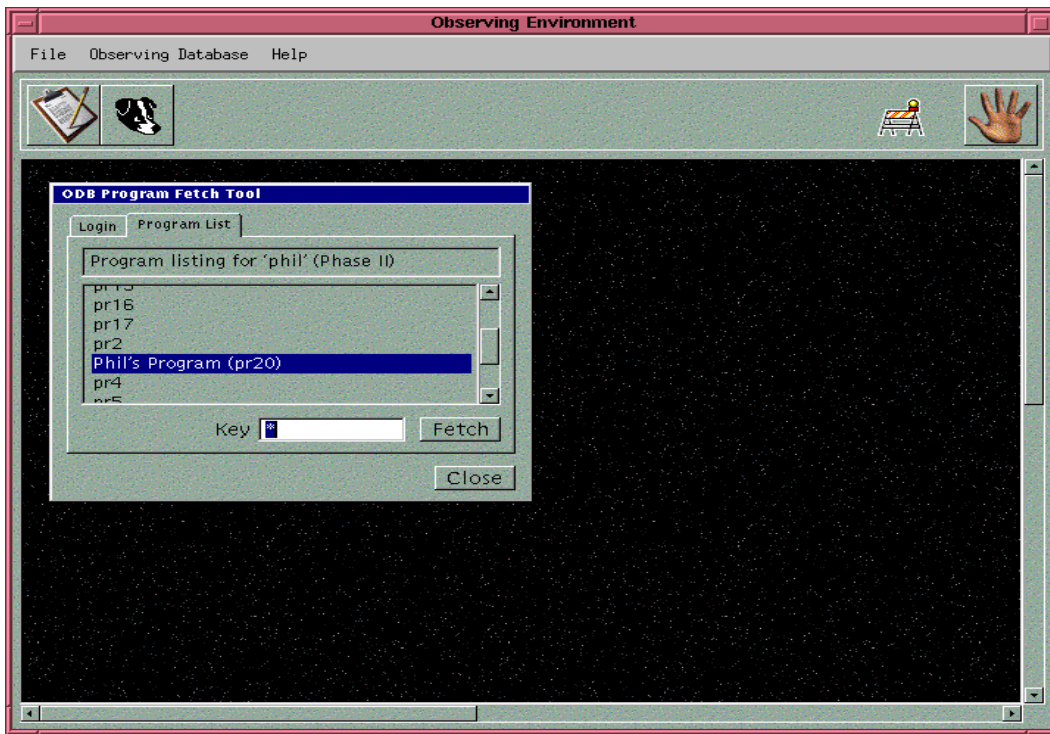 Observing Environment
File Observing Database Help
ODB Program Fetch Tool
Login Program List
Program listing for 'phil' (Phase II)
pr16
pr17
pr2
Phil's Program (pr20)
pr4
pr5
Key * Fetch
Close